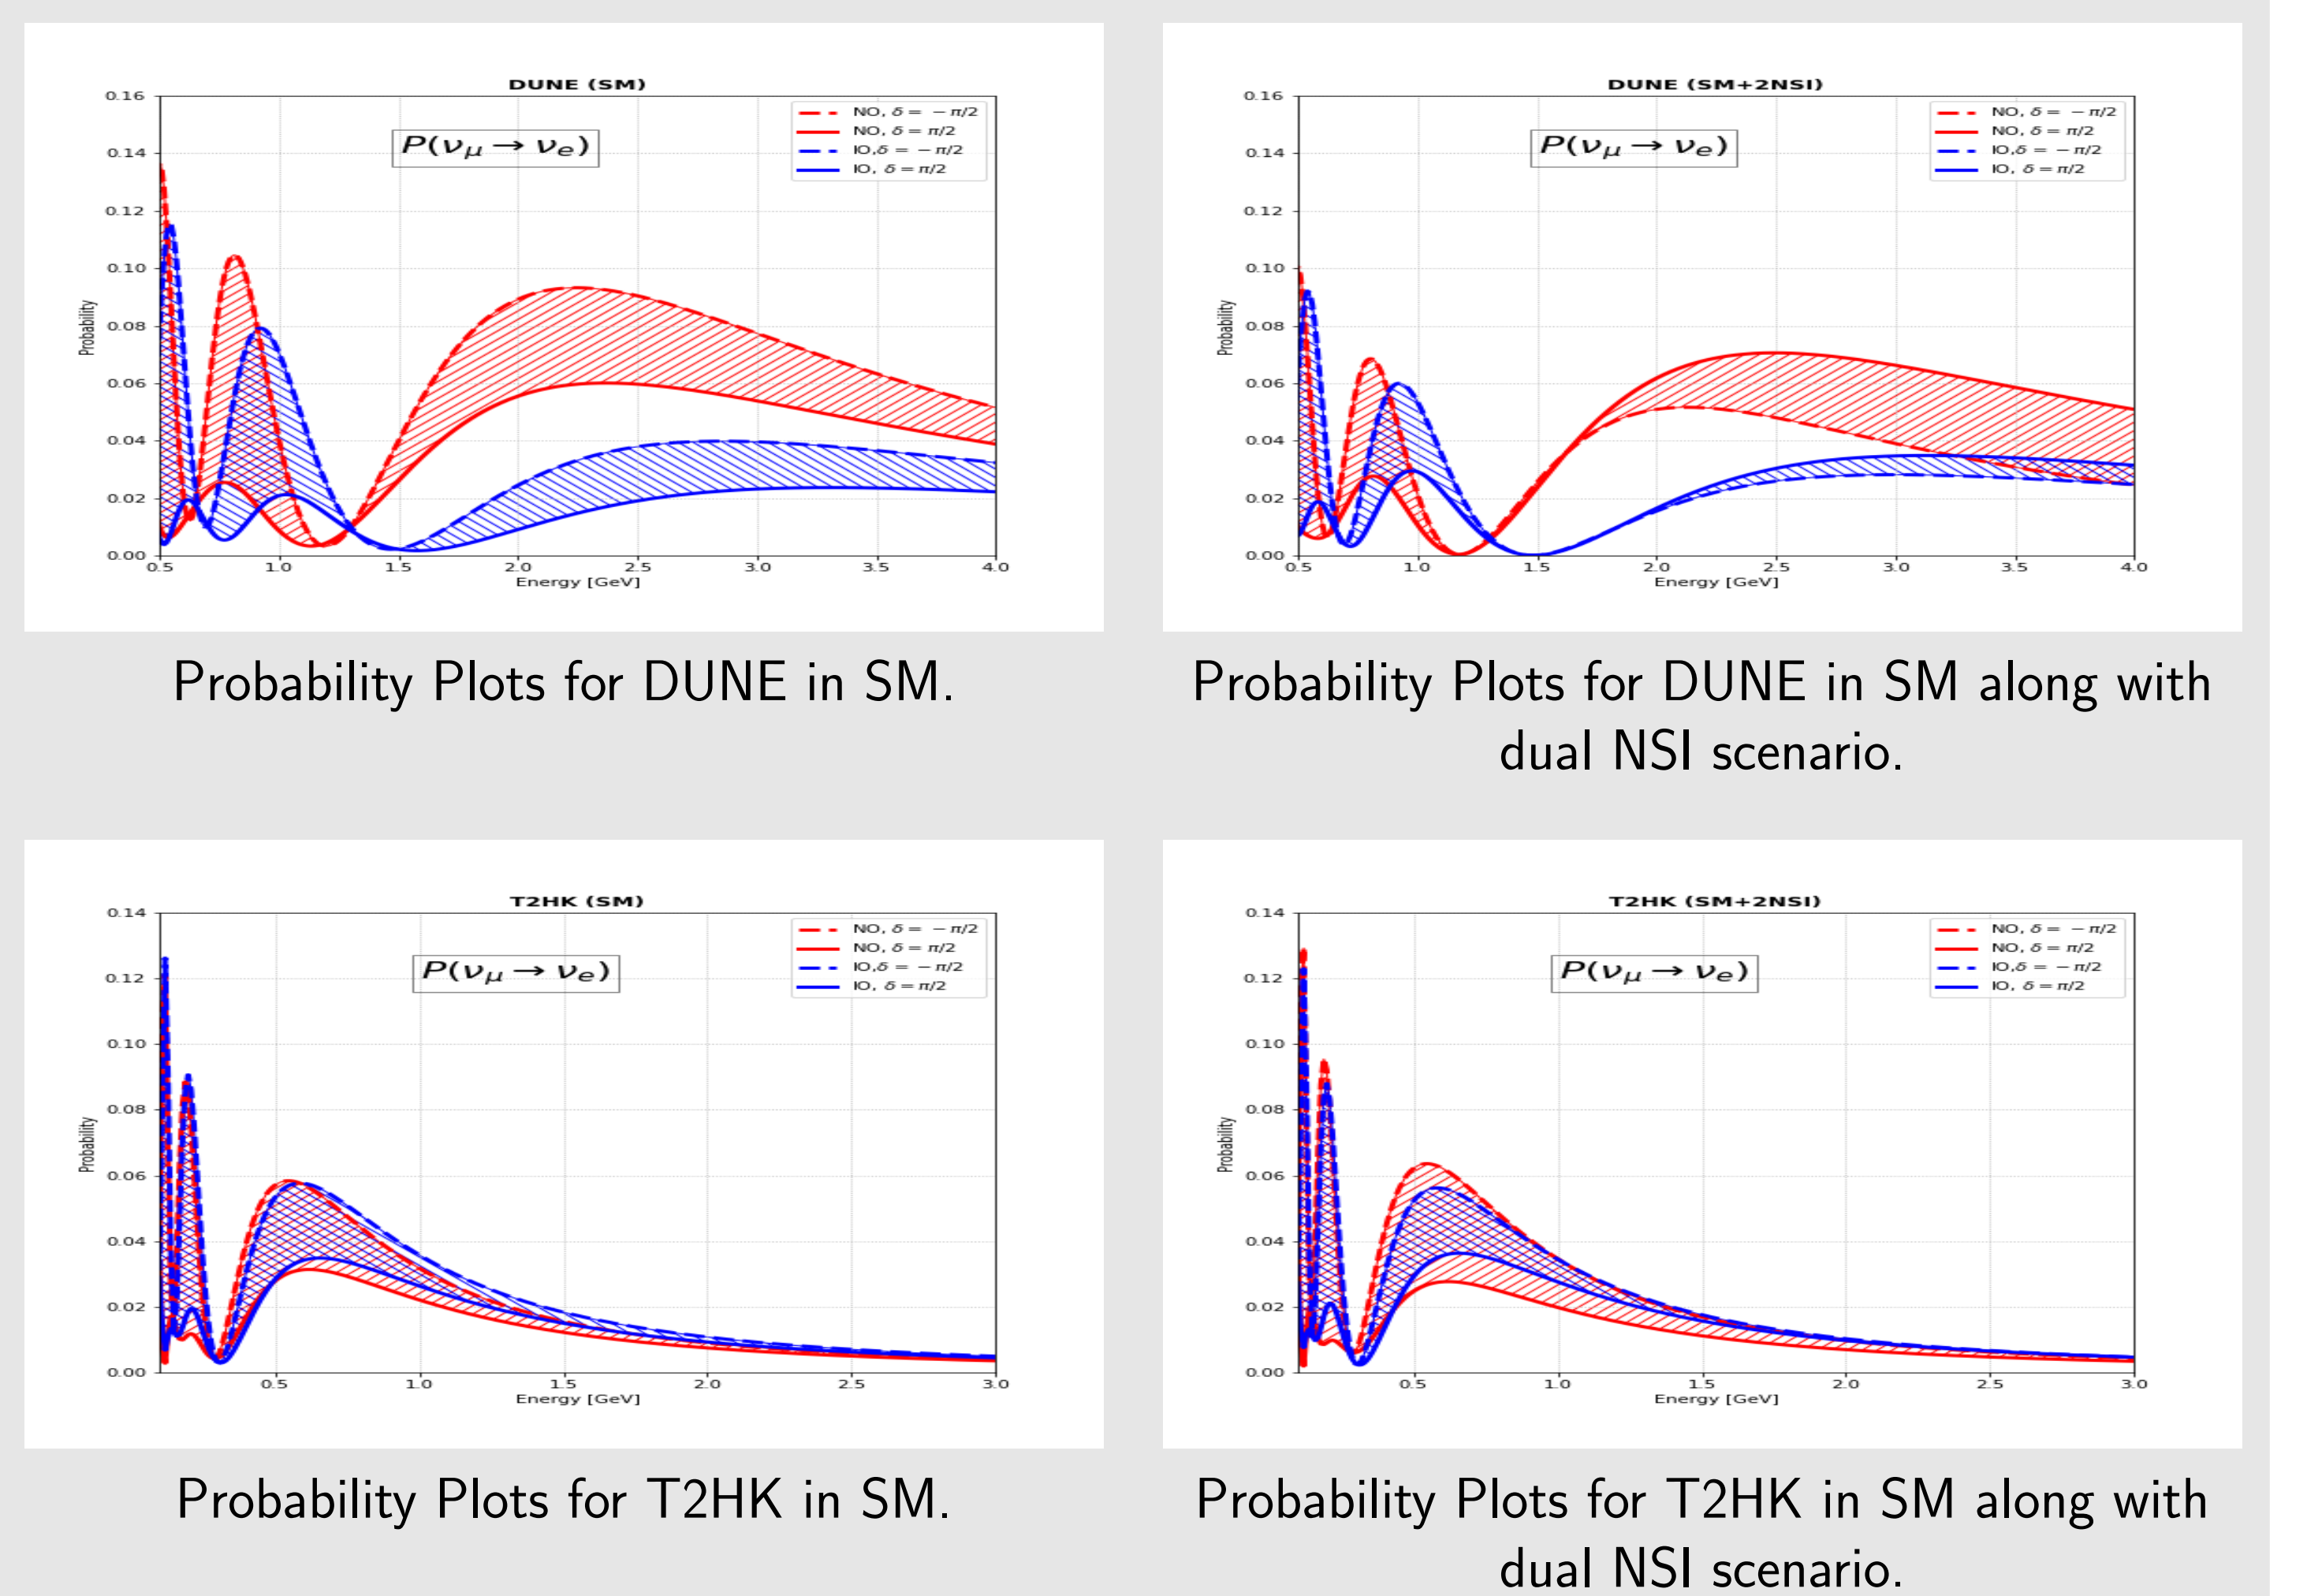 DUNE (SM)
P(νμ → νe)
NO, δ = −π/2
NO, δ = π/2
IO,δ = −π/2
IO, δ = π/2
Probability
0.16
0.14
0.12
0.10
0.08
0.06
0.04
0.02
0.00
0.5 1.0 1.5 2.0 2.5 3.0 3.5 4.0
Energy [GeV]
Probability Plots for DUNE in SM.
DUNE (SM+2NSI)
P(νμ → νe)
NO, δ = −π/2
NO, δ = π/2
IO,δ = −π/2
IO, δ = π/2
Probability
0.16
0.14
0.12
0.10
0.08
0.06
0.04
0.02
0.00
0.5 1.0 1.5 2.0 2.5 3.0 3.5 4.0
Energy [GeV]
Probability Plots for DUNE in SM along with
dual NSI scenario.
T2HK (SM)
P(νμ → νe)
NO, δ = −π/2
NO, δ = π/2
IO,δ = −π/2
IO, δ = π/2
Probability
0.14
0.12
0.10
0.08
0.06
0.04
0.02
0.00
0.5 1.0 1.5 2.0 2.5 3.0
Energy [GeV]
Probability Plots for T2HK in SM.
T2HK (SM+2NSI)
P(νμ → νe)
NO, δ = −π/2
NO, δ = π/2
IO,δ = −π/2
IO, δ = π/2
Probability
0.14
0.12
0.10
0.08
0.06
0.04
0.02
0.00
0.5 1.0 1.5 2.0 2.5 3.0
Energy [GeV]
Probability Plots for T2HK in SM along with
dual NSI scenario.